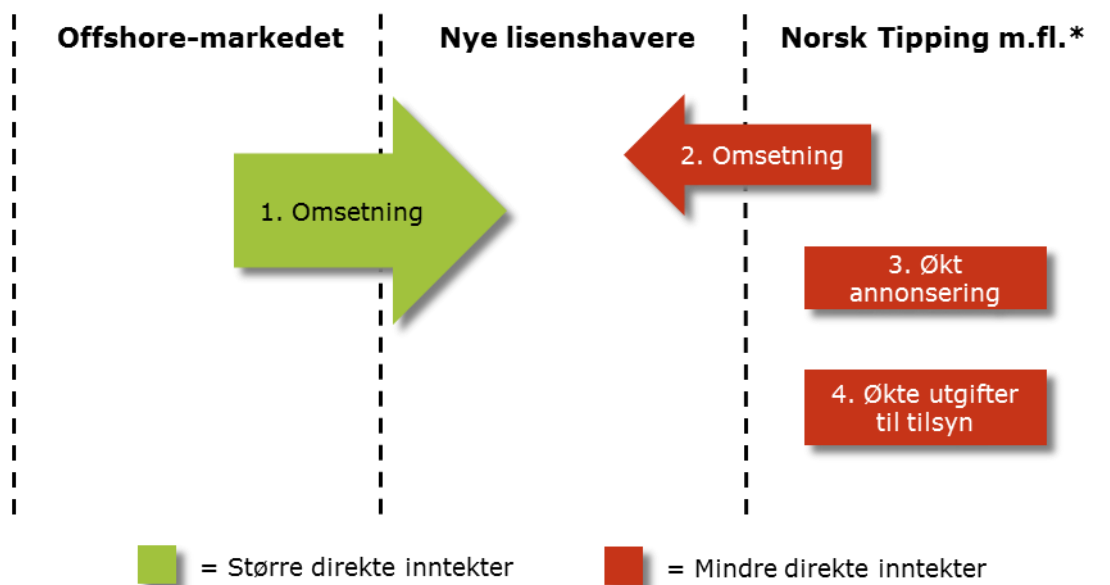 Offshore-markedet
Nye lisenshavere
Norsk Tipping m.fl.*
1. Omsetning
2. Omsetning
3. Økt
annonsering
4. Økte utgifter
til tilsyn
= Større direkte inntekter
= Mindre direkte inntekter